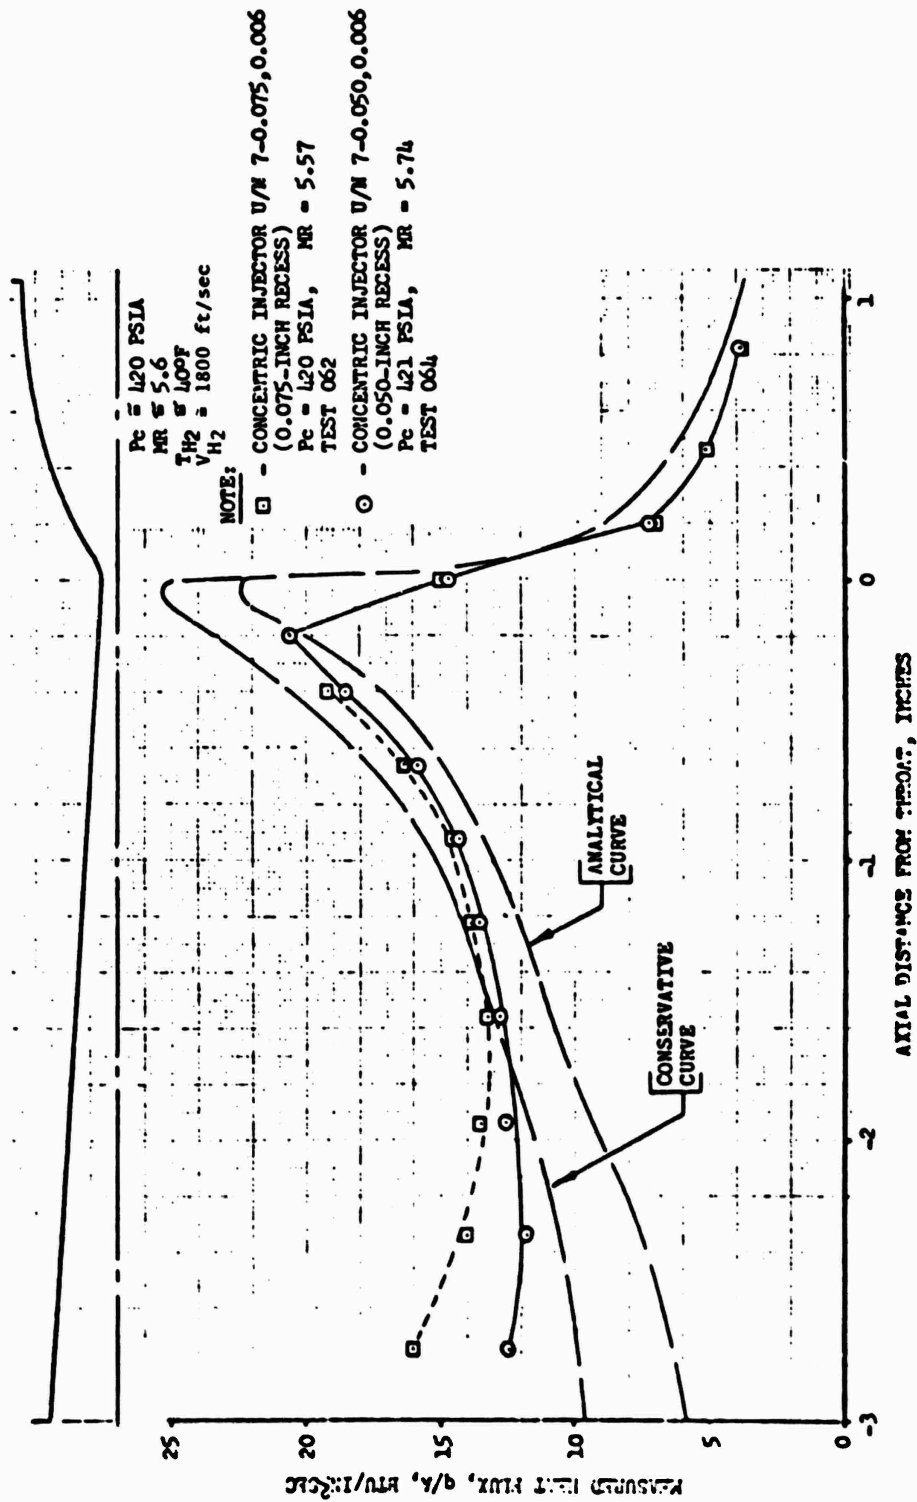 Pc ≅ 420 PSIA
MR ≅ 5.6
TH2 ≅ 40°F
VH2 ≅ 1800 ft/sec
NOTE:
⊡ - CONCENTRIC INJECTOR U/N 7-0.075,0.006
(0.075-INCH RECESS)
Pc = 420 PSIA, MR = 5.57
TEST 062
⊙ - CONCENTRIC INJECTOR U/N 7-0.050,0.006
(0.050-INCH RECESS)
Pc = 421 PSIA, MR = 5.74
TEST 064
ANALYTICAL
CURVE
CONSERVATIVE
CURVE
MEASURED HEAT FLUX, q/A, BTU/IN²SEC
25
20
15
10
5
0
-3
-2
-1
0
1
AXIAL DISTANCE FROM THROAT, INCHES